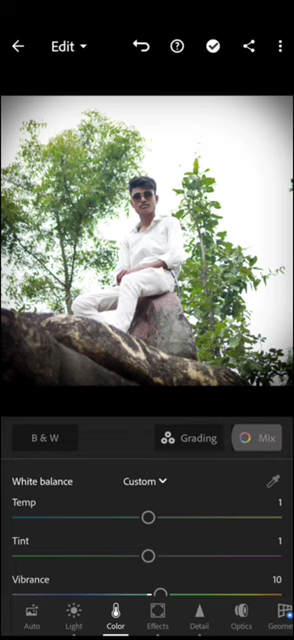 Edit
B & W
Grading
Mix
White balance
Custom
Temp
1
Tint
1
Vibrance
10
Auto
Light
Color
Effects
Detail
Optics
Geome